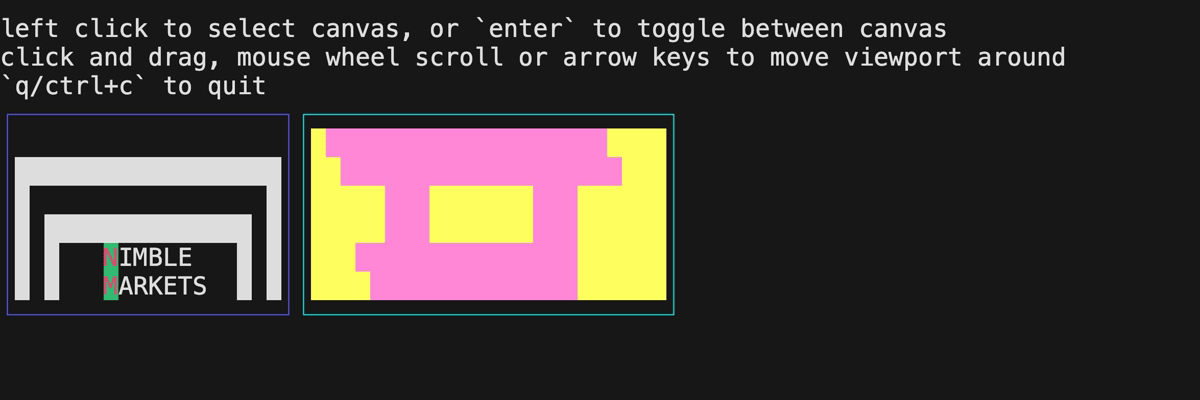 left click to select canvas, or `enter` to toggle between canvas
click and drag, mouse wheel scroll or arrow keys to move viewport around
`q/ctrl+c` to quit
NIMBLE
MARKETS